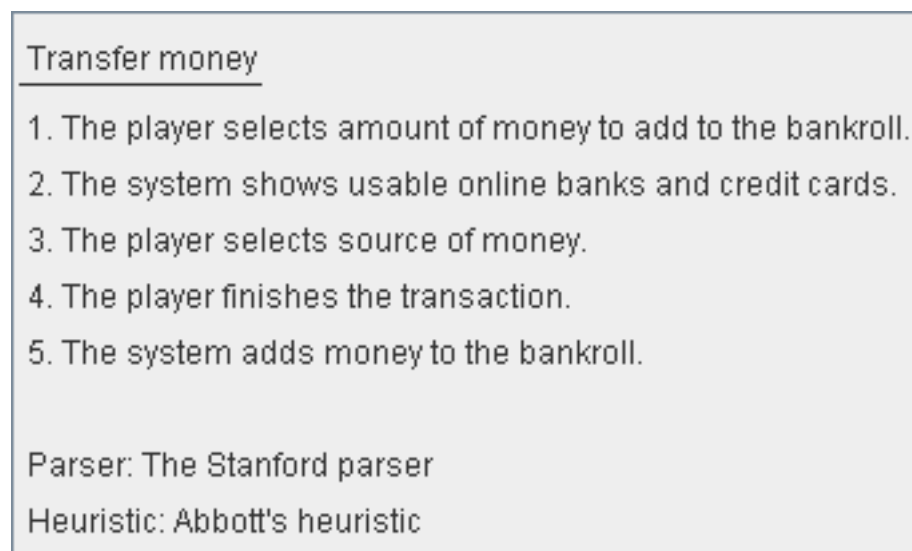 Transfer money
1. The player selects amount of money to add to the bankroll.
2. The system shows usable online banks and credit cards.
3. The player selects source of money.
4. The player finishes the transaction.
5. The system adds money to the bankroll.
Parser: The Stanford parser
Heuristic: Abbott's heuristic